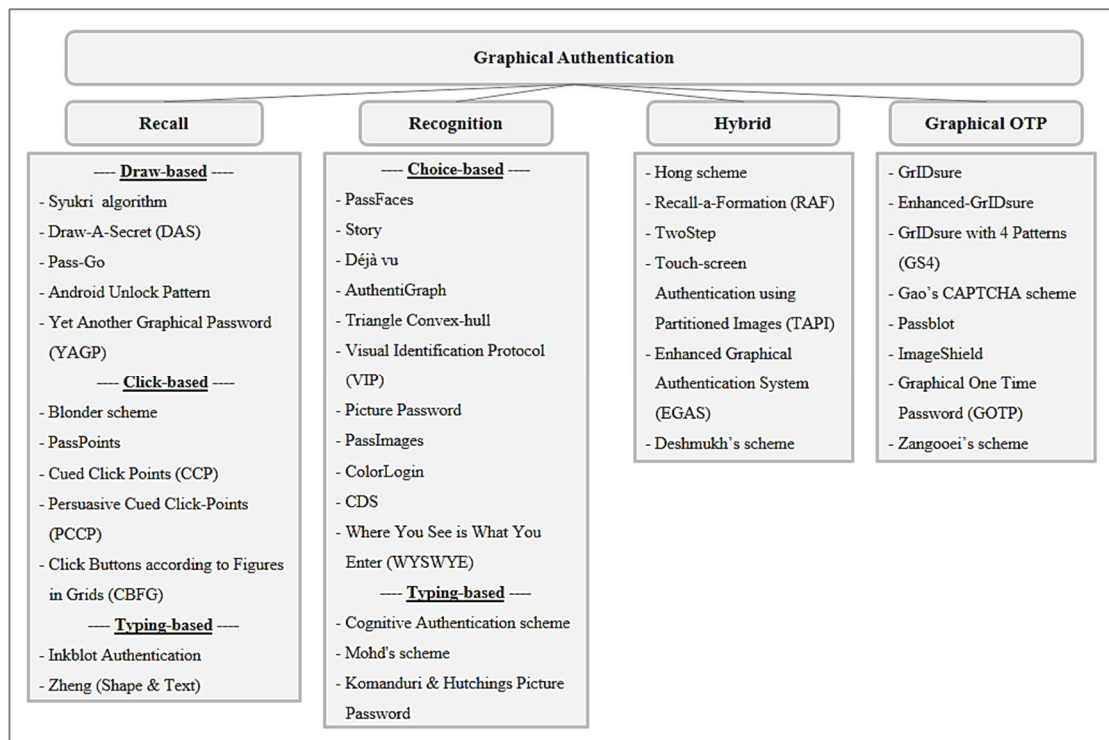 Graphical Authentication
Recall
---- Draw-based ----
- Syukri algorithm
- Draw-A-Secret (DAS)
- Pass-Go
- Android Unlock Pattern
- Yet Another Graphical Password
(YAGP)
---- Click-based ----
- Blonder scheme
- PassPoints
- Cued Click Points (CCP)
- Persuasive Cued Click-Points
(PCCP)
- Click Buttons according to Figures
in Grids (CBFG)
---- Typing-based ----
- Inkblot Authentication
- Zheng (Shape & Text)
Recognition
---- Choice-based ----
- PassFaces
- Story
- Déjà vu
- AuthentiGraph
- Triangle Convex-hull
- Visual Identification Protocol
(VIP)
- Picture Password
- PassImages
- ColorLogin
- CDS
- Where You See is What You
Enter (WYSWYE)
---- Typing-based ----
- Cognitive Authentication scheme
- Mohd's scheme
- Komanduri & Hutchings Picture
Password
Hybrid
- Hong scheme
- Recall-a-Formation (RAF)
- TwoStep
- Touch-screen
Authentication using
Partitioned Images (TAPI)
- Enhanced Graphical
Authentication System
(EGAS)
- Deshmukh's scheme
Graphical OTP
- GrIDsure
- Enhanced-GrIDsure
- GrIDsure with 4 Patterns
(GS4)
- Gao's CAPTCHA scheme
- Passblot
- ImageShield
- Graphical One Time
Password (GOTP)
- Zangooei's scheme